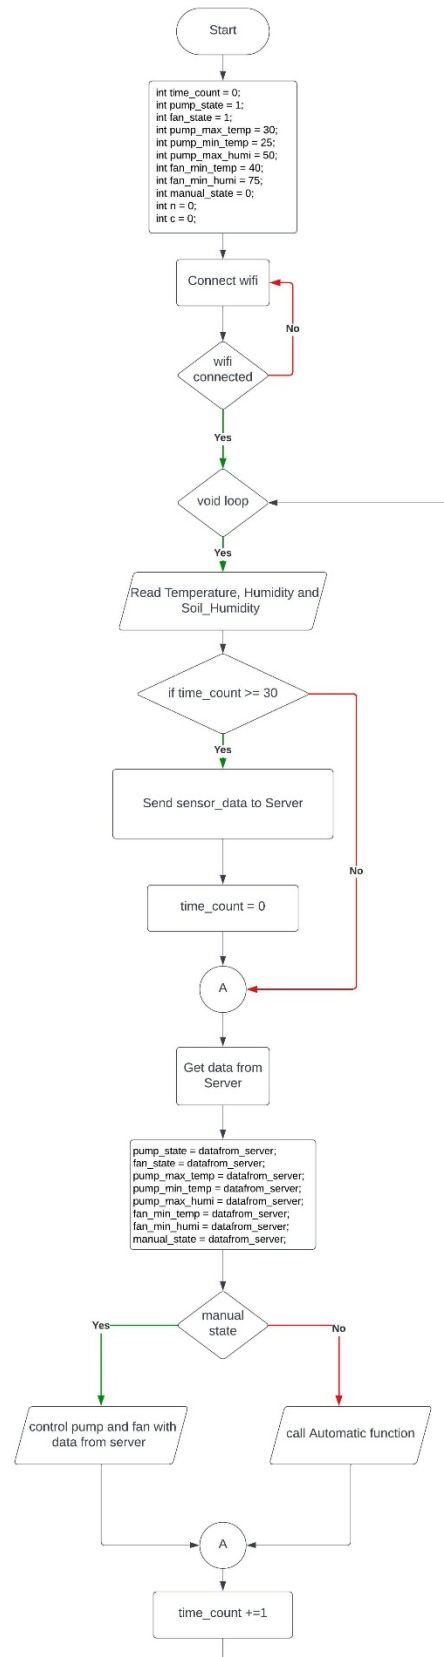 Start
int time_count = 0;
int pump_state = 1;
int fan_state = 1;
int pump_max_temp = 30;
int pump_min_temp = 25;
int pump_max_humi = 50;
int fan_min_temp = 40;
int fan_min_humi = 75;
int manual_state = 0;
int n = 0;
int c = 0;
Connect wifi
No
wifi
connected
Yes
void loop
Yes
Read Temperature, Humidity and
Soil_Humidity
if time_count >= 30
Yes
Send sensor_data to Server
No
time_count = 0
A
Get data from
Server
pump_state = datafrom_server;
fan_state = datafrom_server;
pump_max_temp = datafrom_server;
pump_min_temp = datafrom_server;
pump_max_humi = datafrom_server;
fan_min_temp = datafrom_server;
fan_min_humi = datafrom_server;
manual_state = datafrom_server;
manual
state
Yes
No
control pump and fan with
data from server
call Automatic function
A
time_count +=1